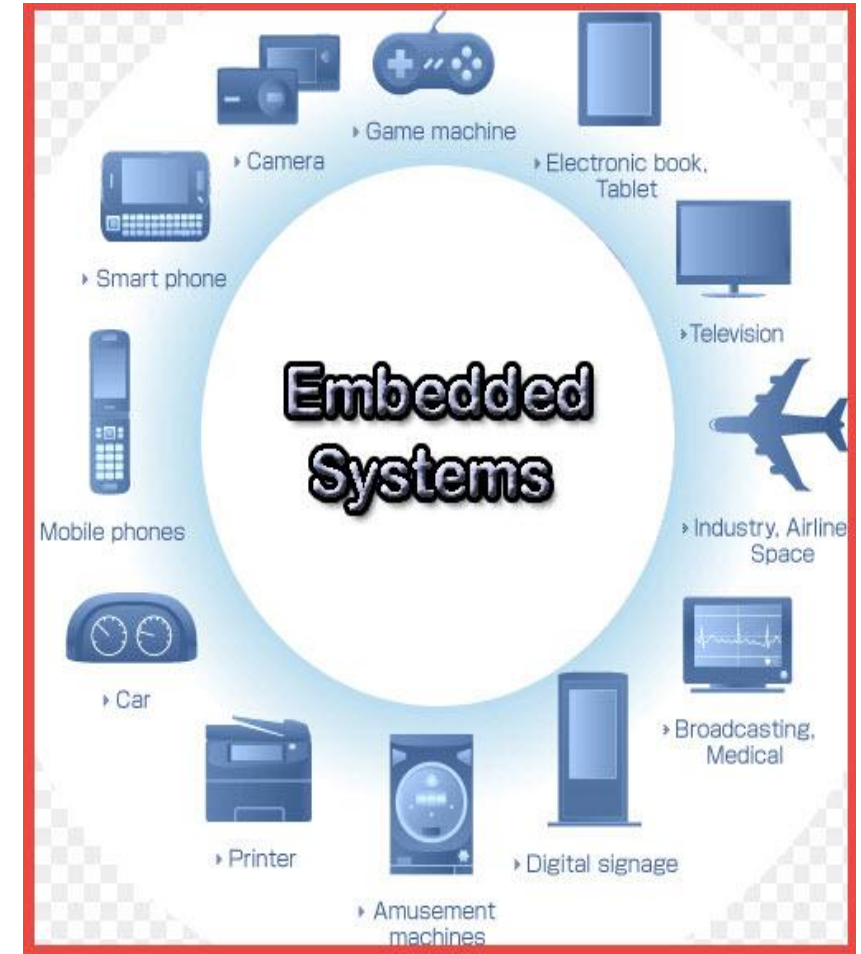 Game machine
Camera
Electronic book,
Tablet
Smart phone
Television
Embedded
Systems
Mobile phones
Industry, Airline
Space
Car
Broadcasting,
Medical
Printer
Digital signage
Amusement
machines